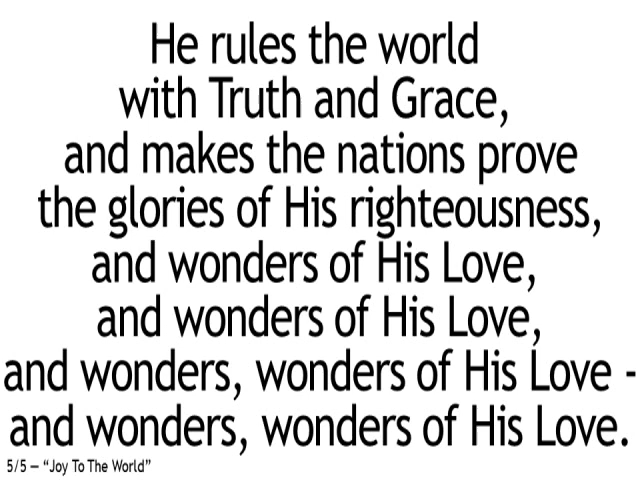 He rules the world
with Truth and Grace,
and makes the nations prove
the glories of His righteousness,
and wonders of His Love,
and wonders of His Love,
and wonders, wonders of His Love -
and wonders, wonders of His Love.
5/5 – “Joy To The World”